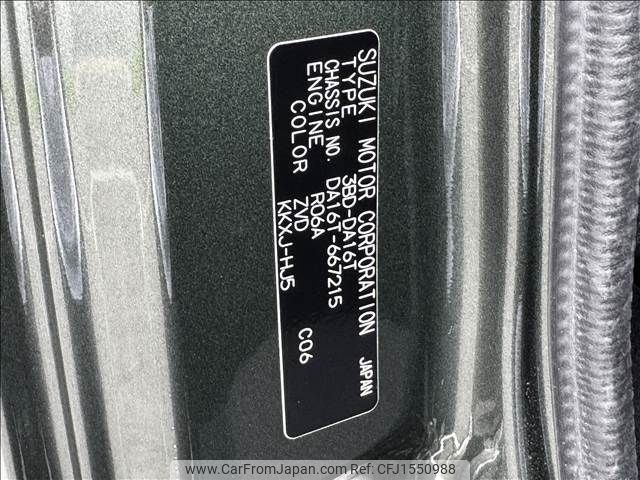 SUZUKI MOTOR CORPORATION JAPAN
TYPE 3BD-DA16T
CHASSIS NO. DA16T-667215
ENGINE R06A
COLOR ZVD C06
KKXJ-HJ5
www.CarFromJapan.com CFJ1550988